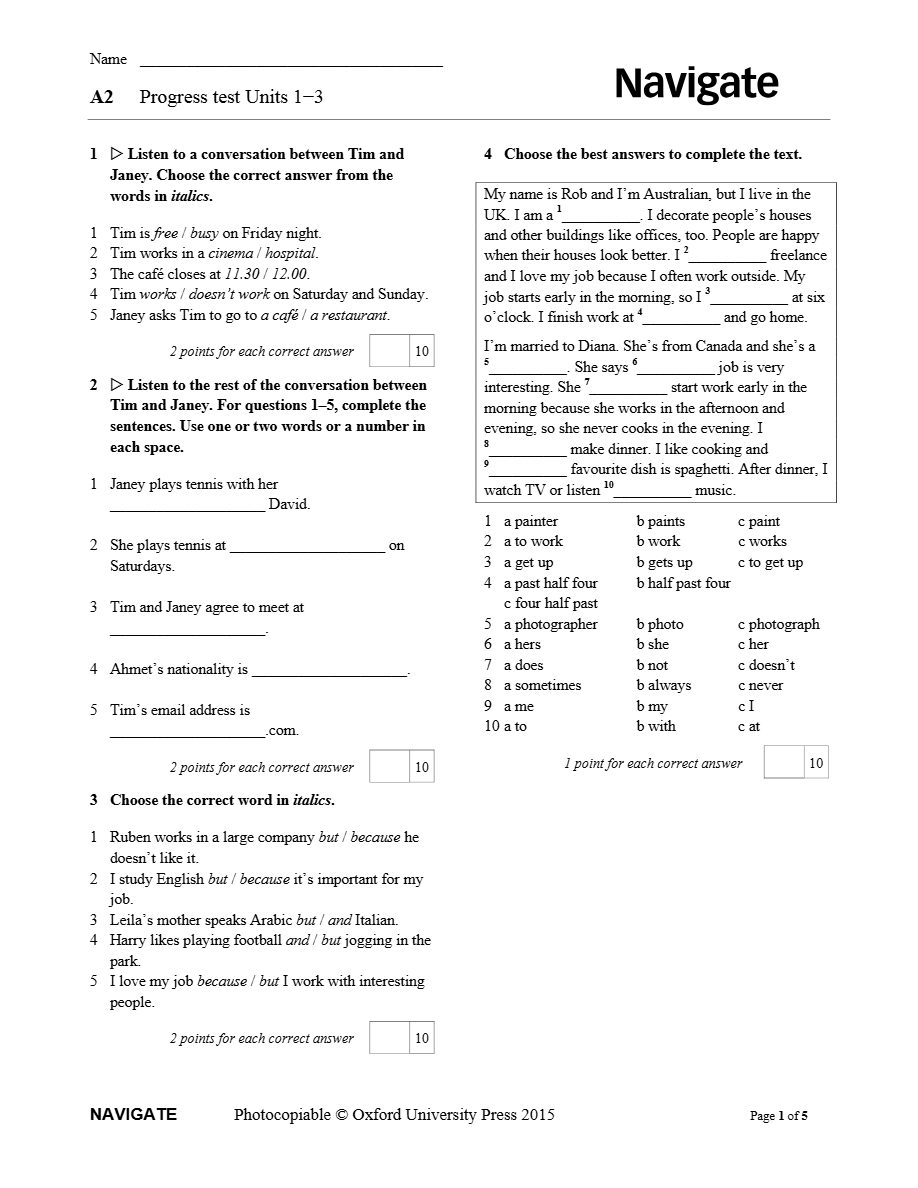 Name ______________________________________
Navigate
A2 Progress test Units 1−3
1 ▷ Listen to a conversation between Tim and
Janey. Choose the correct answer from the
words in italics.
1 Tim is free / busy on Friday night.
2 Tim works in a cinema / hospital.
3 The café closes at 11.30 / 12.00.
4 Tim works / doesn’t work on Saturday and Sunday.
5 Janey asks Tim to go to a café / a restaurant.
2 points for each correct answer 10
2 ▷ Listen to the rest of the conversation between
Tim and Janey. For questions 1–5, complete the
sentences. Use one or two words or a number in
each space.
1 Janey plays tennis with her
____________________ David.
2 She plays tennis at ____________________ on
Saturdays.
3 Tim and Janey agree to meet at
____________________.
4 Ahmet’s nationality is ____________________.
5 Tim’s email address is
____________________.com.
2 points for each correct answer 10
3 Choose the correct word in italics.
1 Ruben works in a large company but / because he
doesn’t like it.
2 I study English but / because it’s important for my
job.
3 Leila’s mother speaks Arabic but / and Italian.
4 Harry likes playing football and / but jogging in the
park.
5 I love my job because / but I work with interesting
people.
2 points for each correct answer 10
4 Choose the best answers to complete the text.
My name is Rob and I’m Australian, but I live in the
UK. I am a 1__________. I decorate people’s houses
and other buildings like offices, too. People are happy
when their houses look better. I 2__________ freelance
and I love my job because I often work outside. My
job starts early in the morning, so I 3__________ at six
o’clock. I finish work at 4__________ and go home.
I’m married to Diana. She’s from Canada and she’s a
5__________. She says 6__________ job is very
interesting. She 7__________ start work early in the
morning because she works in the afternoon and
evening, so she never cooks in the evening. I
8__________ make dinner. I like cooking and
9__________ favourite dish is spaghetti. After dinner, I
watch TV or listen 10__________ music.
1 a painter b paints c paint
2 a to work b work c works
3 a get up b gets up c to get up
4 a past half four b half past four
c four half past
5 a photographer b photo c photograph
6 a hers b she c her
7 a does b not c doesn’t
8 a sometimes b always c never
9 a me b my c I
10 a to b with c at
1 point for each correct answer 10
NAVIGATE Photocopiable © Oxford University Press 2015 Page 1 of 5